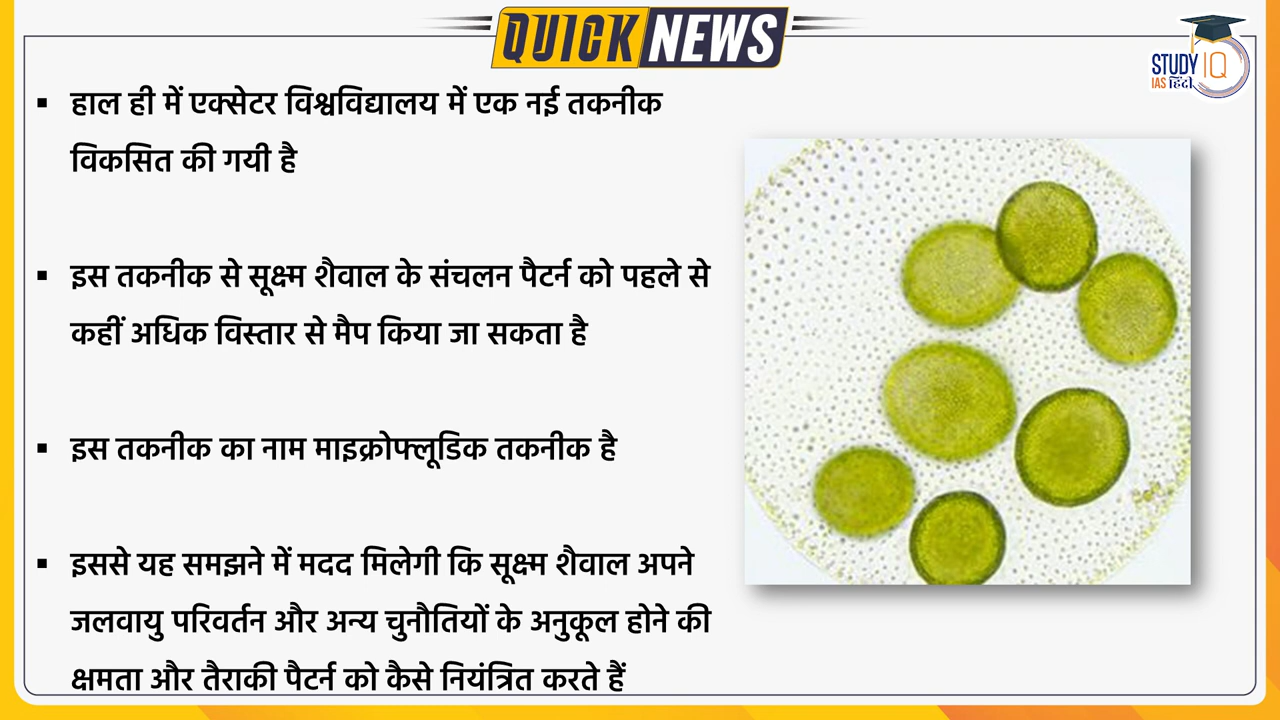 QUICK NEWS
STUDY IQ
IAS हिंदी
▪ हाल ही में एक्सेटर विश्वविद्यालय में एक नई तकनीक
विकसित की गयी है
▪ इस तकनीक से सूक्ष्म शैवाल के संचलन पैटर्न को पहले से
कहीं अधिक विस्तार से मैप किया जा सकता है
▪ इस तकनीक का नाम माइक्रोफ्लूडिक तकनीक है
▪ इससे यह समझने में मदद मिलेगी कि सूक्ष्म शैवाल अपने
जलवायु परिवर्तन और अन्य चुनौतियों के अनुकूल होने की
क्षमता और तैराकी पैटर्न को कैसे नियंत्रित करते हैं